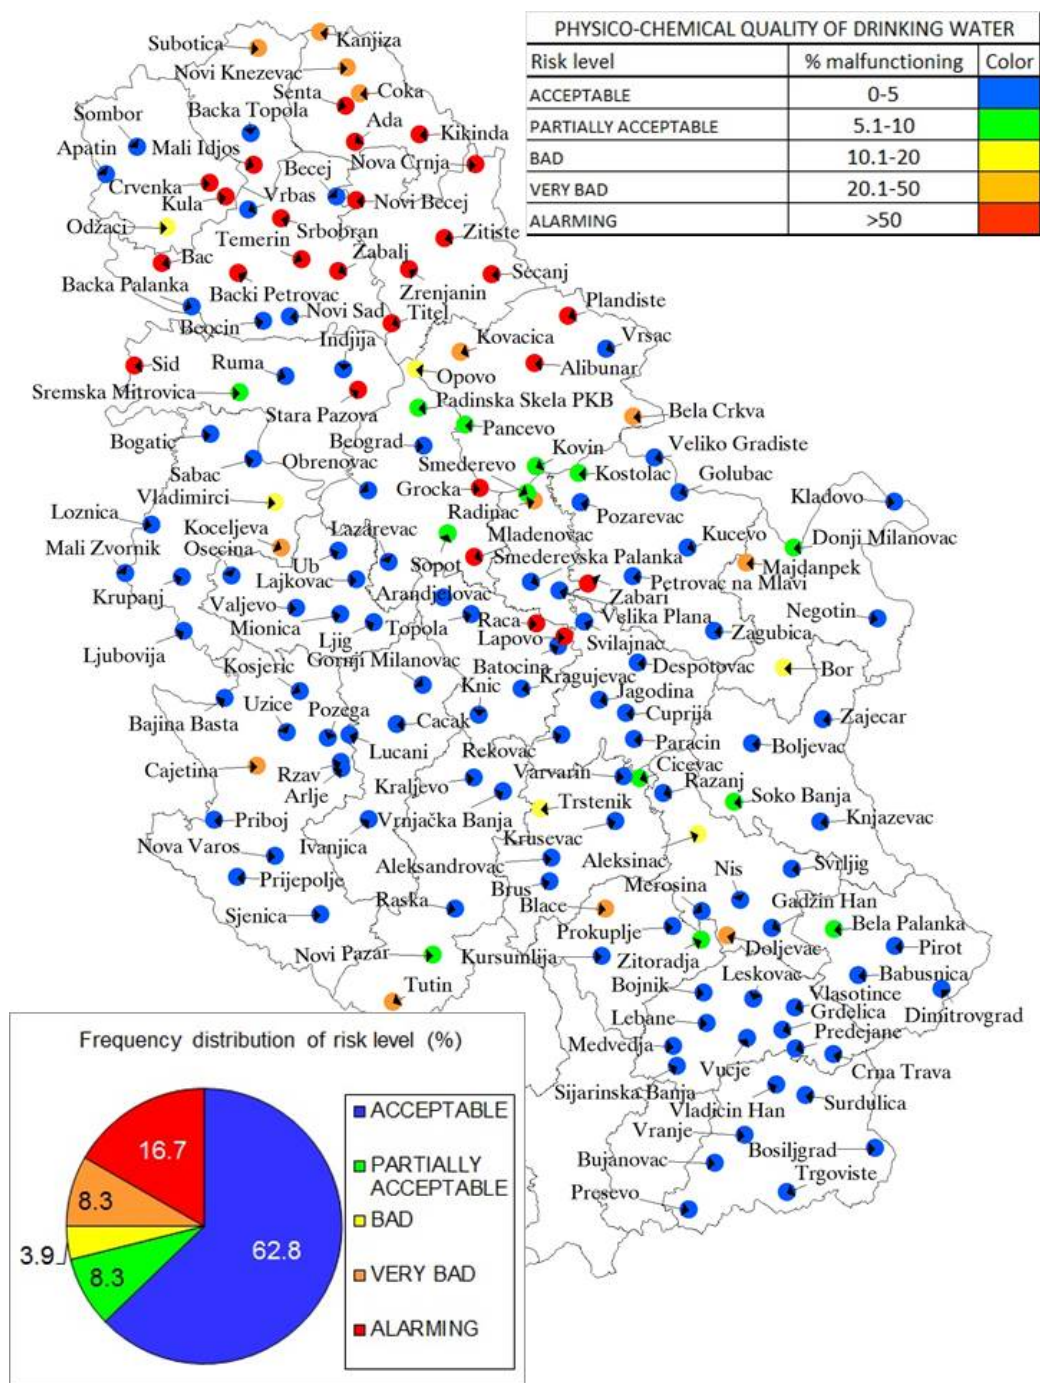 PHYSICO-CHEMICAL QUALITY OF DRINKING WATER
Risk level % malfunctioning Color
ACCEPTABLE 0-5
PARTIALLY ACCEPTABLE 5.1-10
BAD 10.1-20
VERY BAD 20.1-50
ALARMING >50
Subotica
Kanjiza
Novi Knezevac
Senta
Coka
Backa Topola
Sombor
Ada
Kikinda
Apatin
Mali Idjos
Becej
Nova Crnja
Crvenka
Kula
Vrbas
Novi Becej
Odžaci
Srbobran
Temerin
Zitiste
Bac
Žabalj
Secanj
Backa Palanka
Backi Petrovac
Zrenjanin
Plandiste
Beocin
Novi Sad
Titel
Indjija
Kovacica
Vrsac
Sid
Ruma
Opovo
Alibunar
Sremska Mitrovica
Padinska Skela PKB
Stara Pazova
Pancevo
Bela Crkva
Bogatic
Beograd
Kovin
Veliko Gradiste
Sabac
Obrenovac
Smederevo
Kostolac
Golubac
Vladimirci
Grocka
Radinac
Pozarevac
Kladovo
Loznica
Koceljeva
Lazarevac
Mladenovac
Kucevo
Donji Milanovac
Mali Zvornik
Osecina
Ub
Sopot
Smederevska Palanka
Majdanpek
Krupanj
Lajkovac
Arandjelovac
Petrovac na Mlavi
Zabari
Valjevo
Mionica
Ljig
Topola
Raca
Velika Plana
Negotin
Lapovo
Svilajnac
Zagubica
Ljubovija
Kosjeric
Gornji Milanovac
Batocina
Despotovac
Bor
Kragujevac
Knic
Jagodina
Uzice
Pozega
Bajina Basta
Cacak
Cuprija
Zajecar
Lucani
Rekovac
Paracin
Boljevac
Cajetina
Rzav
Arlje
Kraljevo
Varvarin
Cicevac
Razanj
Trstenik
Soko Banja
Priboj
Vrnjačka Banja
Knjazevac
Nova Varos
Ivanjica
Krusevac
Aleksandrovac
Aleksinac
Nis
Svrljig
Prijepolje
Brus
Merosina
Gadžin Han
Raska
Blace
Sjenica
Prokuplje
Bela Palanka
Doljevac
Pirot
Novi Pazar
Kursumlija
Zitoradja
Leskovac
Babusnica
Tutin
Bojnik
Vlasotince
Grdelica
Dimitrovgrad
Lebane
Predejane
Medvedja
Vucje
Crna Trava
Sijarinska Banja
Vladicin Han
Surdulica
Vranje
Bosiljgrad
Bujanovac
Trgoviste
Presevo
Frequency distribution of risk level (%)
16.7
8.3
3.9
8.3
62.8
ACCEPTABLE
PARTIALLY
ACCEPTABLE
BAD
VERY BAD
ALARMING